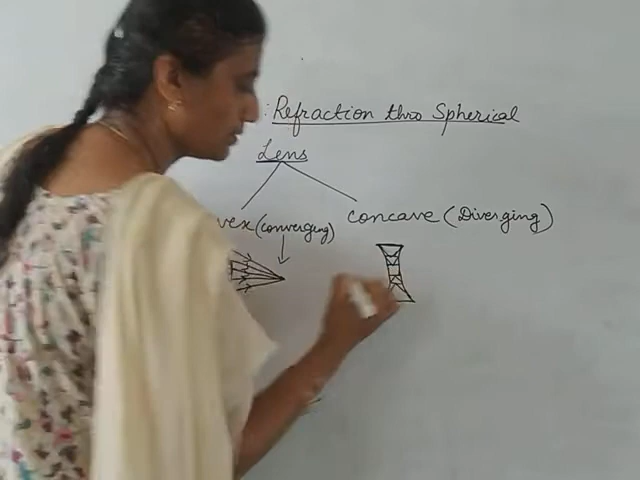 : Refraction thro Spherical
Lens
vex (converging)
concave (Diverging)